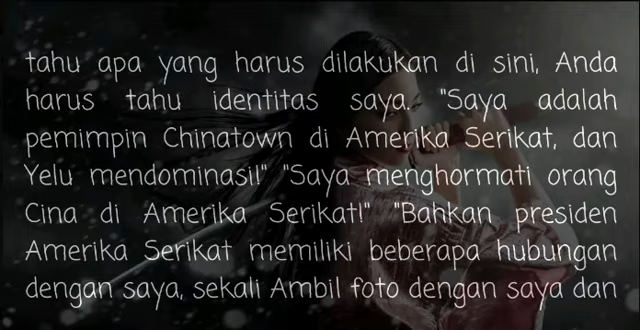 tahu apa yang harus dilakukan di sini, Anda
harus tahu identitas saya. "Saya adalah
pemimpin Chinatown di Amerika Serikat, dan
Yelu mendominasi!" "Saya menghormati orang
Cina di Amerika Serikat!" "Bahkan presiden
Amerika Serikat memiliki beberapa hubungan
dengan saya, sekali Ambil foto dengan saya dan